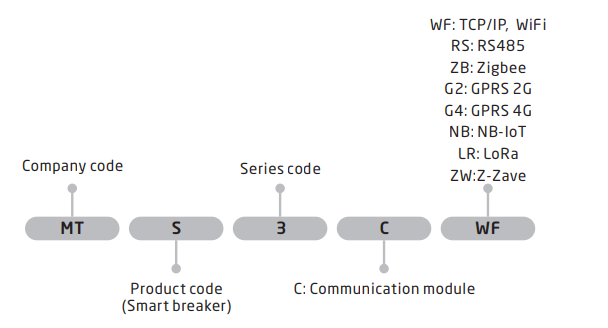 WF: TCP/IP, WiFi
RS: RS485
ZB: Zigbee
G2: GPRS 2G
G4: GPRS 4G
NB: NB-IoT
LR: LoRa
ZW:Z-Zave
Company code
Series code
MT
S
3
C
WF
Product code
(Smart breaker)
C: Communication module